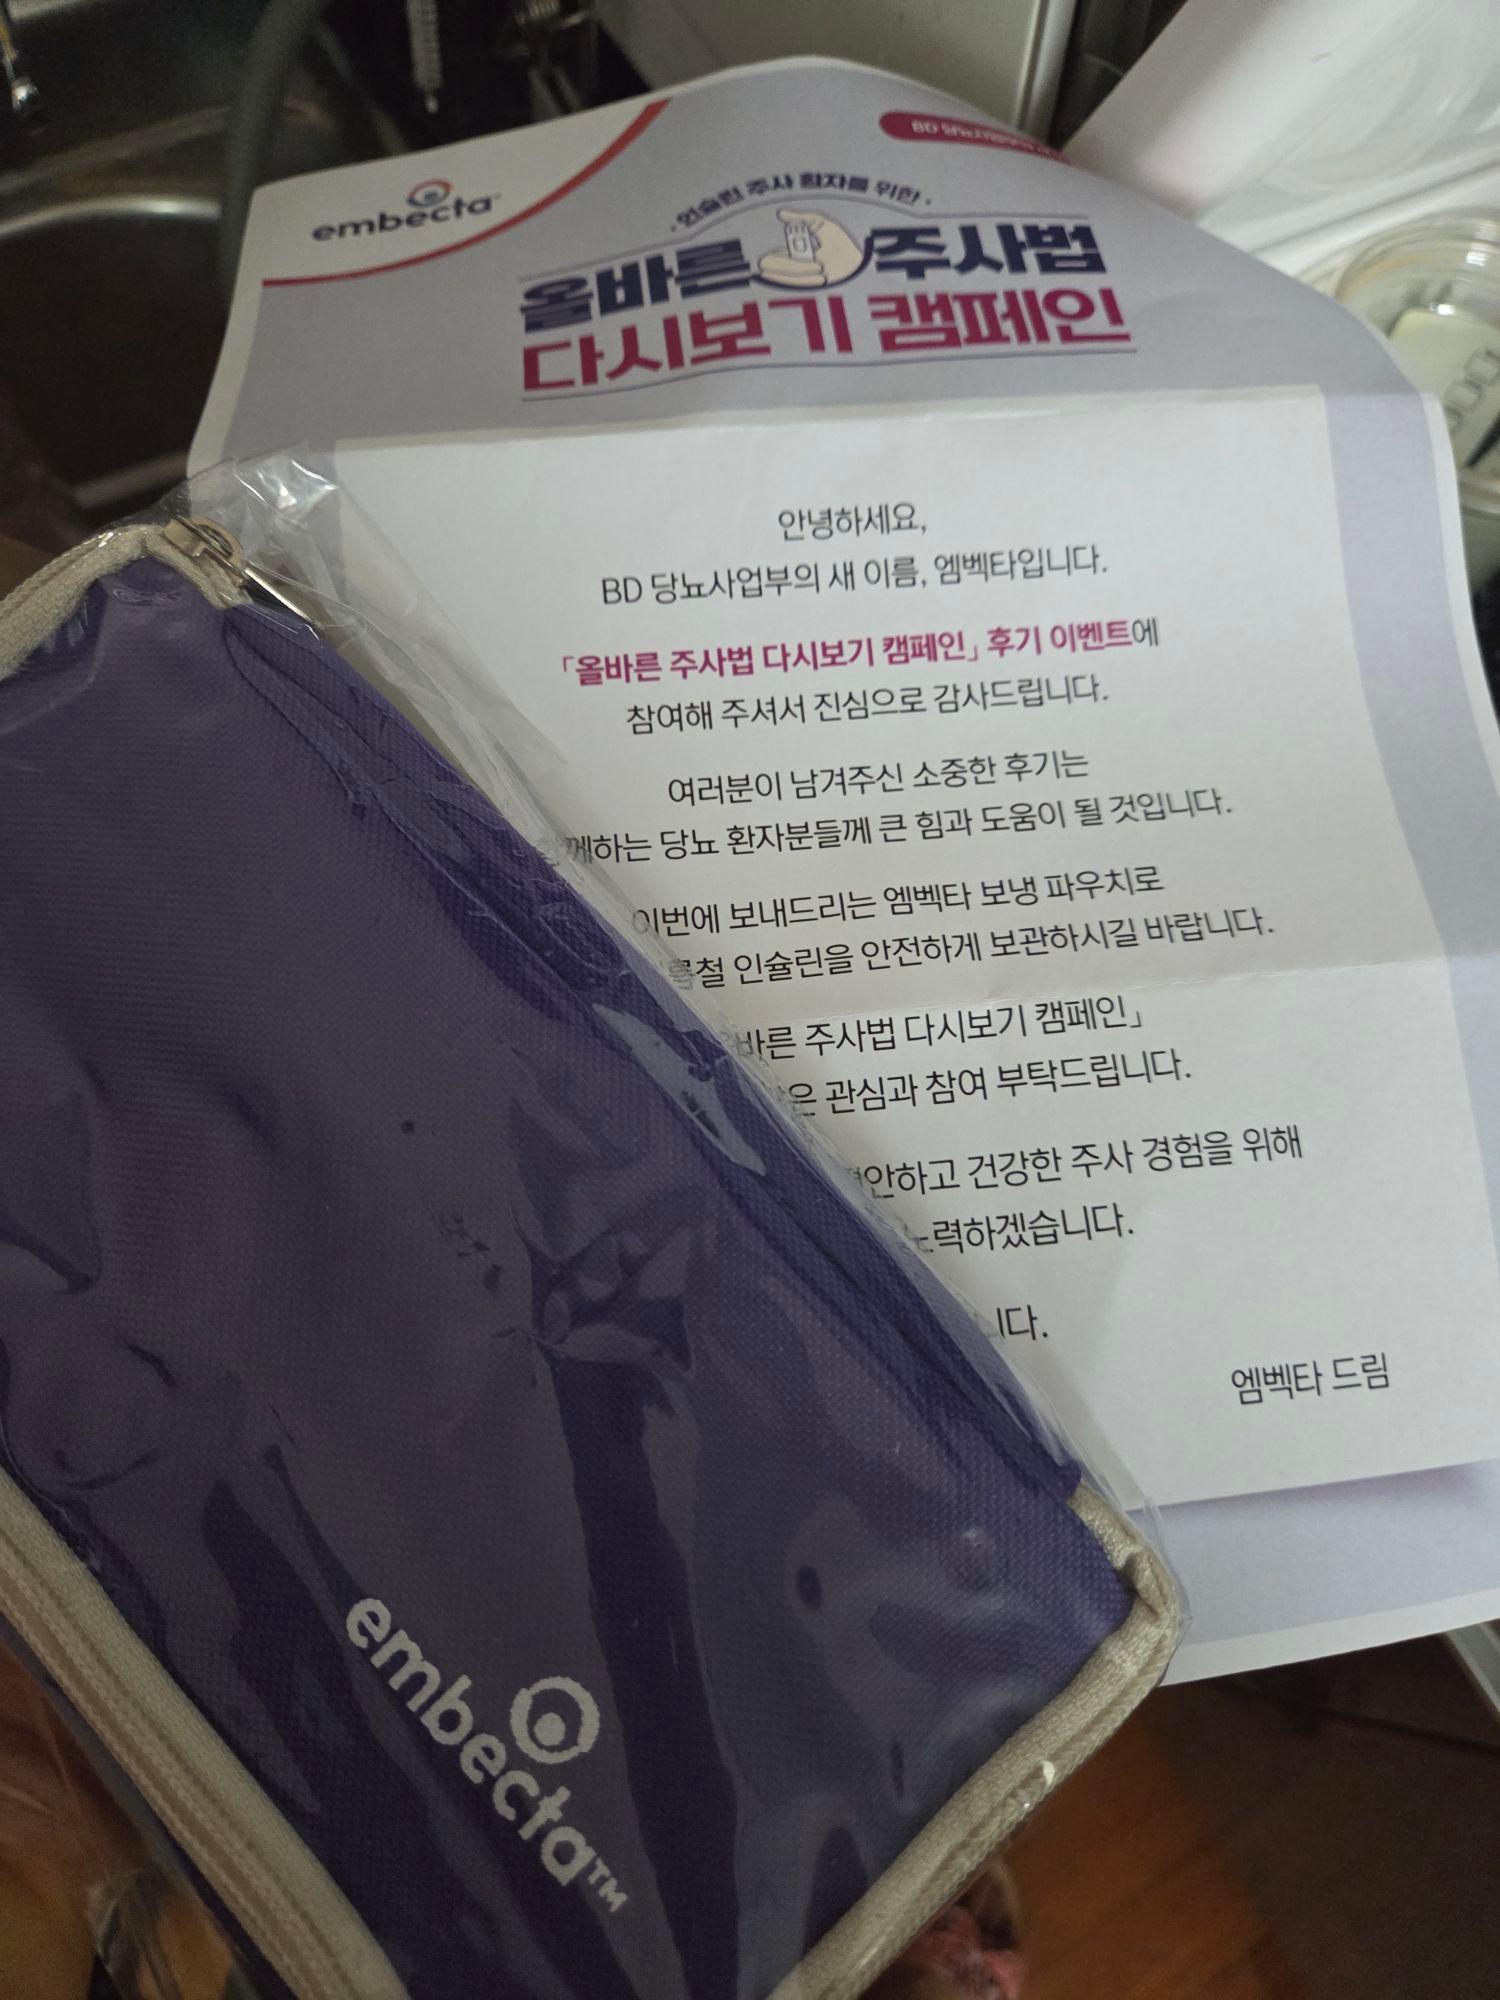 embecta
BD
· 인슐린 주사 환자를 위한 ·
올바른 주사법
다시보기 캠페인
안녕하세요,
BD 당뇨사업부의 새 이름, 엠벡타입니다.
「올바른 주사법 다시보기 캠페인」 후기 이벤트에
참여해 주셔서 진심으로 감사드립니다.
여러분이 남겨주신 소중한 후기는
께하는 당뇨 환자분들께 큰 힘과 도움이 될 것입니다.
이번에 보내드리는 엠벡타 보냉 파우치로
름철 인슐린을 안전하게 보관하시길 바랍니다.
바른 주사법 다시보기 캠페인」
은 관심과 참여 부탁드립니다.
안하고 건강한 주사 경험을 위해
노력하겠습니다.
니다.
엠벡타 드림
embecta™